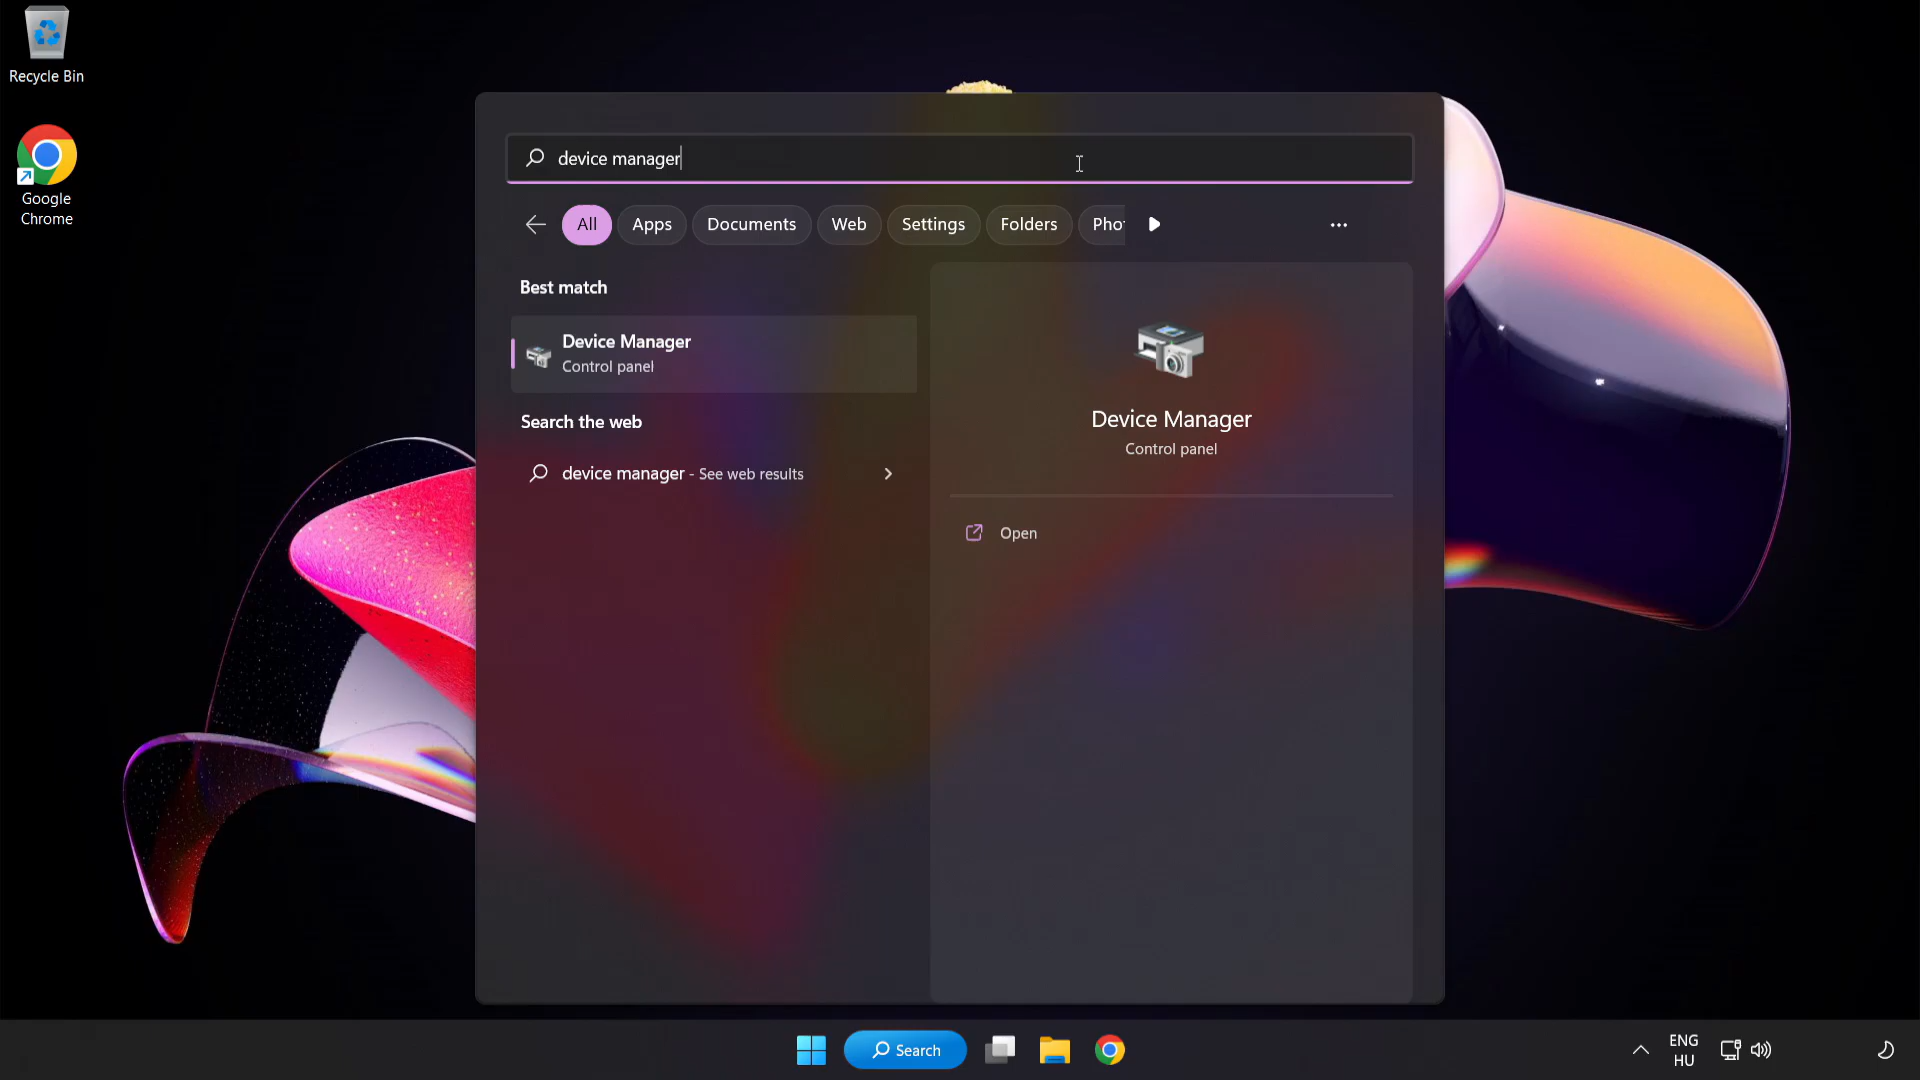 Recycle Bin
Google
Chrome
device manager
All
Apps
Documents
Web
Settings
Folders
Pho
Best match
Device Manager
Control panel
Search the web
device manager - See web results
Device Manager
Control panel
Open
Search
ENG
HU